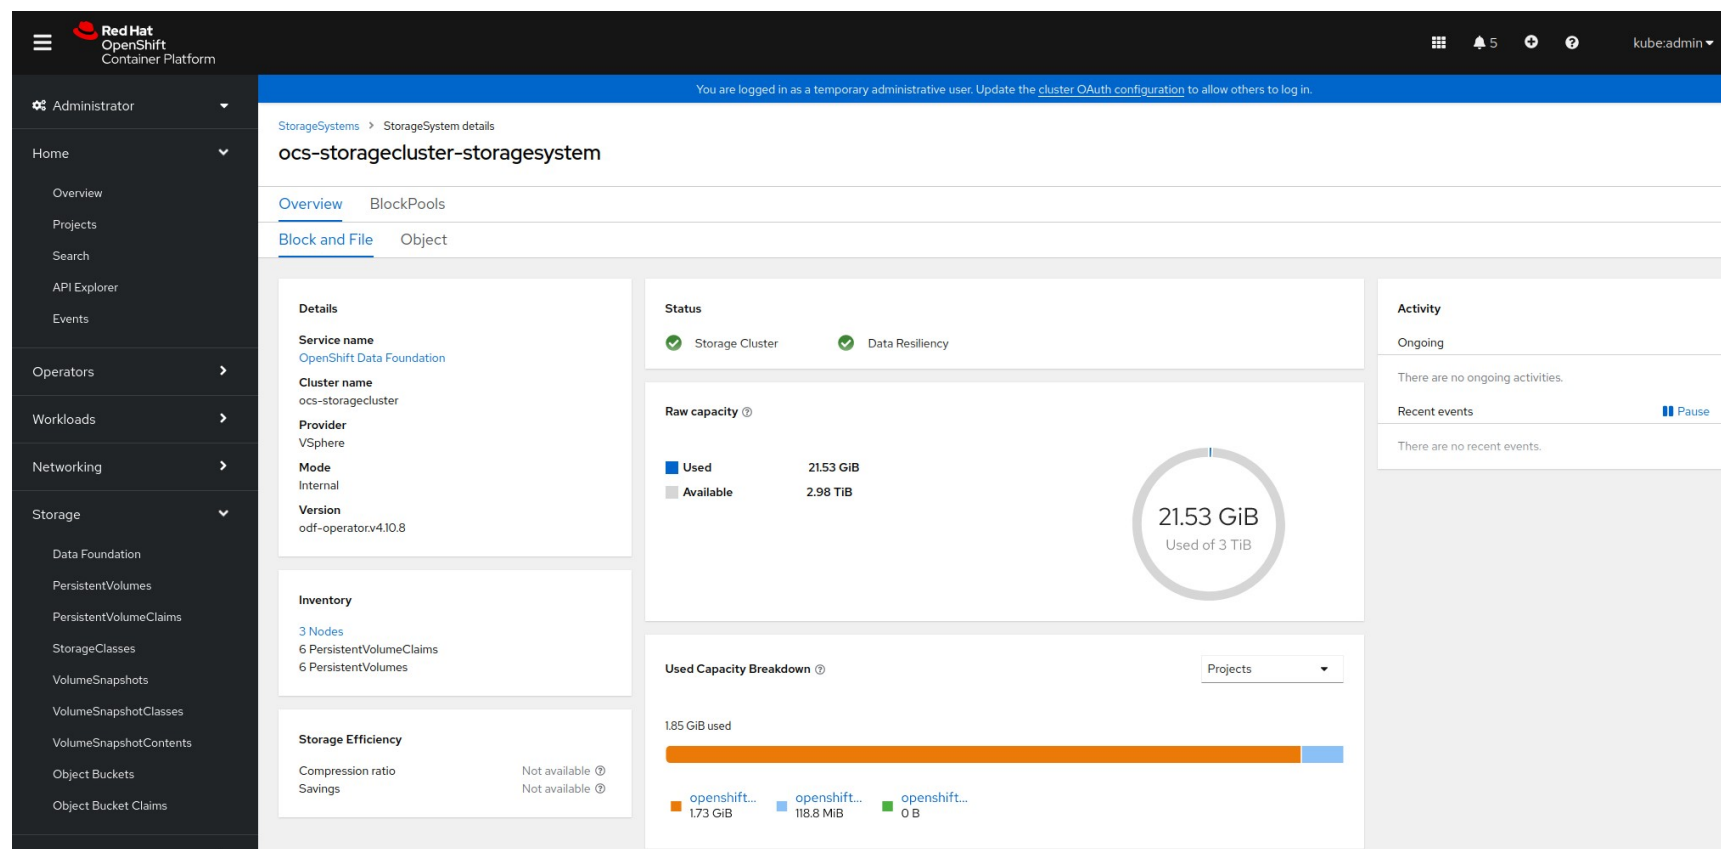 Red Hat
OpenShift
Container Platform
5
kube:admin
You are logged in as a temporary administrative user. Update the cluster OAuth configuration to allow others to log in.
Administrator
Home
Overview
Projects
Search
API Explorer
Events
Operators
Workloads
Networking
Storage
Data Foundation
PersistentVolumes
PersistentVolumeClaims
StorageClasses
VolumeSnapshots
VolumeSnapshotClasses
VolumeSnapshotContents
Object Buckets
Object Bucket Claims
StorageSystems > StorageSystem details
ocs-storagecluster-storagesystem
Overview BlockPools
Block and File Object
Details
Service name
OpenShift Data Foundation
Cluster name
ocs-storagecluster
Provider
VSphere
Mode
Internal
Version
odf-operator.v4.10.8
Inventory
3 Nodes
6 PersistentVolumeClaims
6 PersistentVolumes
Storage Efficiency
Compression ratio Not available
Savings Not available
Status
Storage Cluster Data Resiliency
Raw capacity
Used 21.53 GiB
Available 2.98 TiB
21.53 GiB
Used of 3 TiB
Used Capacity Breakdown
Projects
1.85 GiB used
openshift... openshift... openshift...
1.73 GiB 118.8 MiB 0 B
Activity
Ongoing
There are no ongoing activities.
Recent events Pause
There are no recent events.